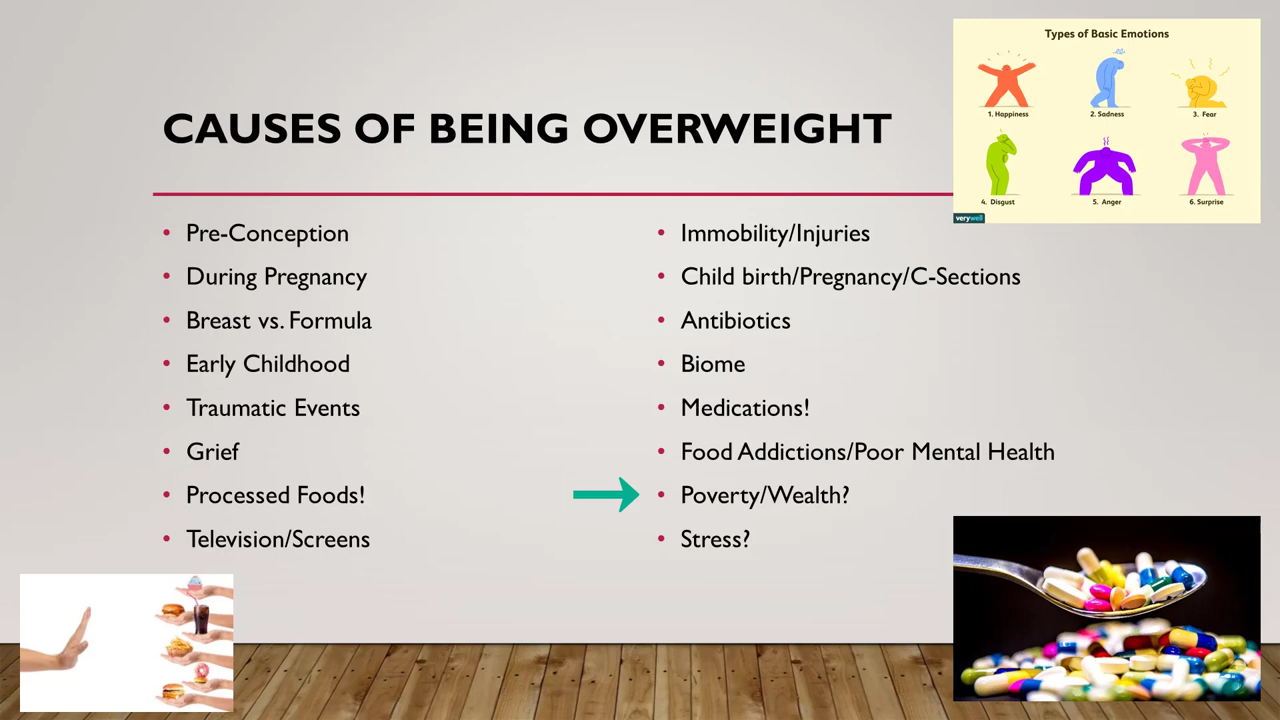 CAUSES OF BEING OVERWEIGHT
Pre-Conception
During Pregnancy
Breast vs. Formula
Early Childhood
Traumatic Events
Grief
Processed Foods!
Television/Screens
Immobility/Injuries
Child birth/Pregnancy/C-Sections
Antibiotics
Biome
Medications!
Food Addictions/Poor Mental Health
Poverty/Wealth?
Stress?
Types of Basic Emotions
1. Happiness
2. Sadness
3. Fear
4. Disgust
5. Anger
6. Surprise
verywell